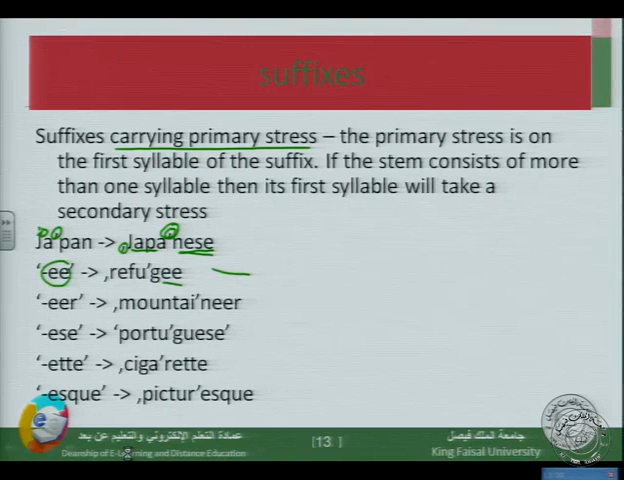 suffixes
Suffixes carrying primary stress – the primary stress is on
the first syllable of the suffix. If the stem consists of more
than one syllable then its first syllable will take a
secondary stress
Ja'pan -> ,Japa'nese
'-ee' -> ,refu'gee
'-eer' -> ,mountai'neer
'-ese' -> 'portu'guese'
'-ette' -> ,ciga'rette
'-esque' -> ,pictur'esque
عمادة التعلم الإلكتروني والتعليم عن بعد
Deanship of E-Learning and Distance Education
[ 13 ]
جامعة الملك فيصل
King Faisal University